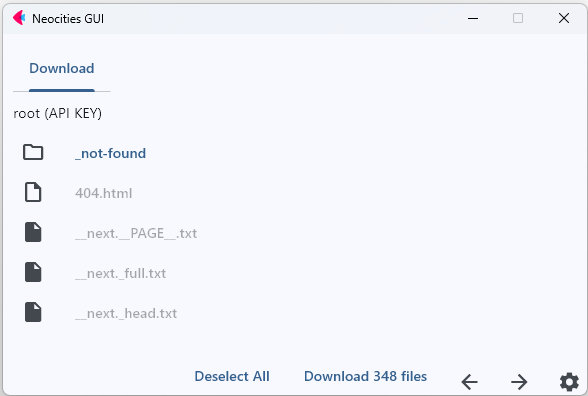 Neocities GUI
Download
root (API KEY)
_not-found
404.html
__next.__PAGE__.txt
__next._full.txt
__next._head.txt
Deselect All Download 348 files